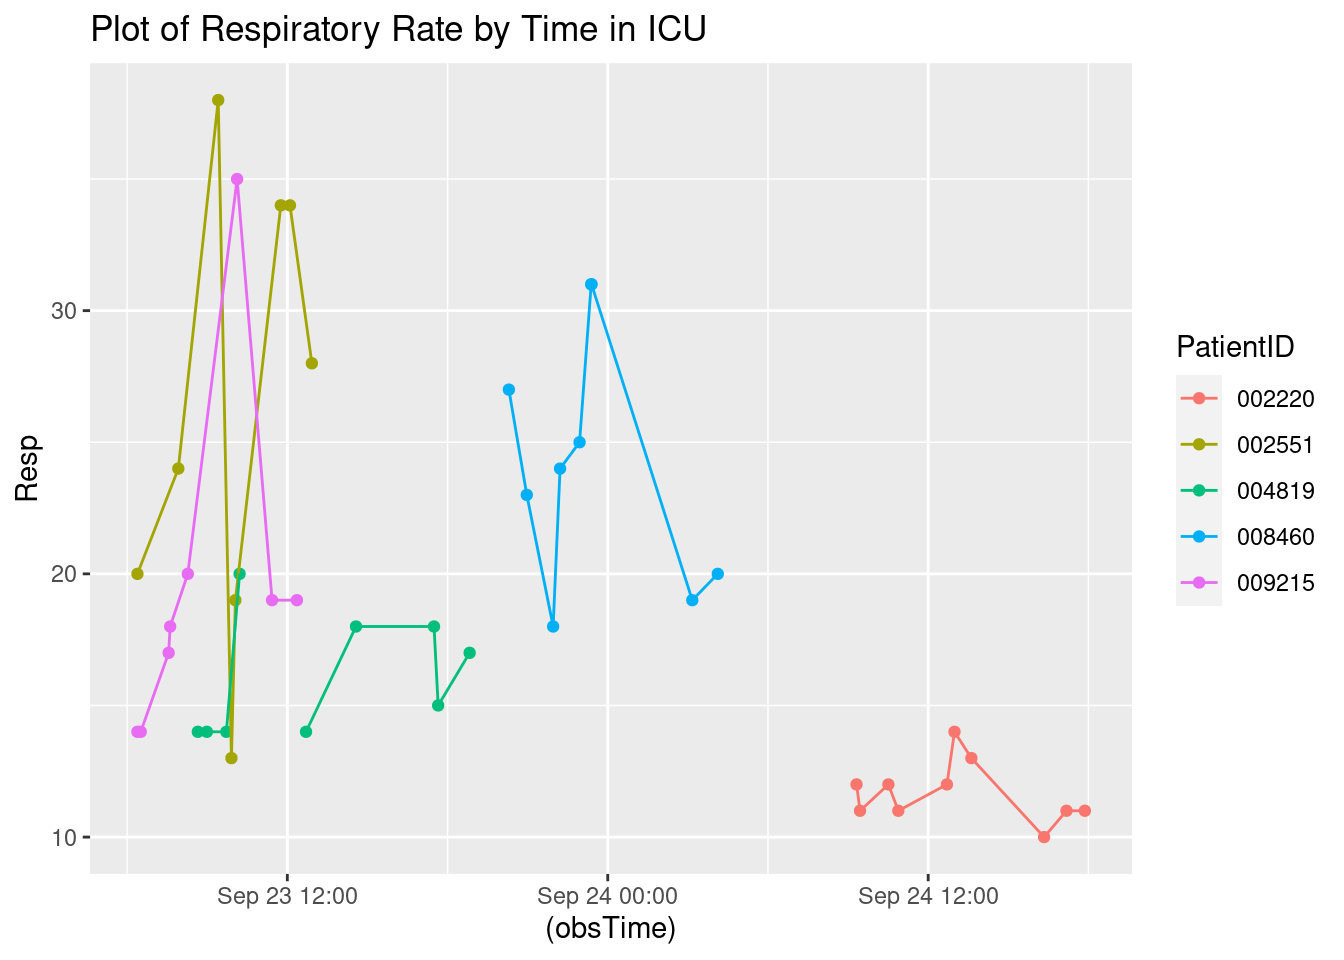 Plot of Respiratory Rate by Time in ICU
Resp
30
20
10
Sep 23 12:00
Sep 24 00:00
Sep 24 12:00
(obsTime)
PatientID
002220
002551
004819
008460
009215